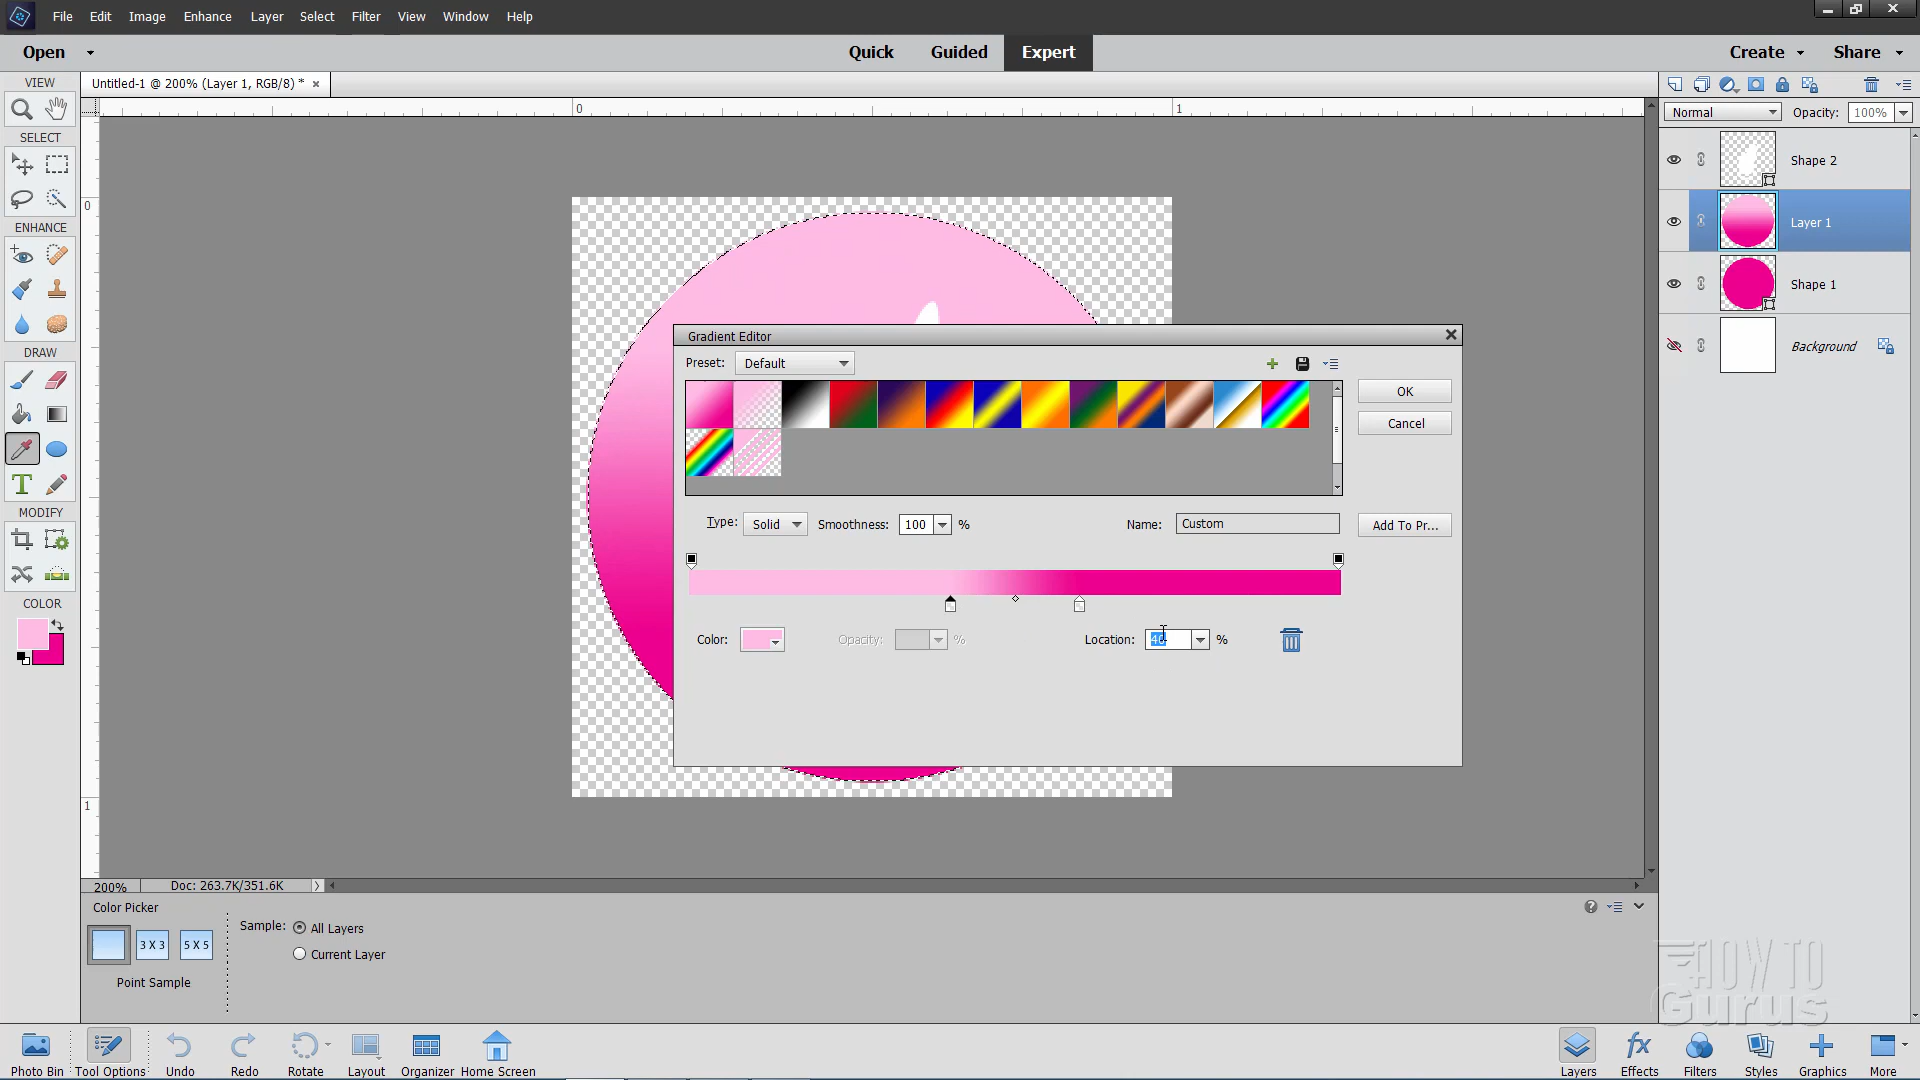 File Edit Image Enhance Layer Select Filter View Window Help
Open Quick Guided Expert Create Share
VIEW Untitled-1 @ 200% (Layer 1, RGB/8) * ×
0 1
Normal Opacity: 100%
SELECT
Shape 2
0
Layer 1
ENHANCE
Shape 1
Gradient Editor
Background
DRAW
Preset: Default
OK
Cancel
T
MODIFY
Type: Solid Smoothness: 100 % Name: Custom Add To Pr...
COLOR
Color: Opacity: % Location: 40 %
1
200% Doc: 263.7K/351.6K
Color Picker
Sample: All Layers
3 X 3 5 X 5
Current Layer
Point Sample
HOW TO
Gurus
fx
Photo Bin Tool Options Undo Redo Rotate Layout Organizer Home Screen Layers Effects Filters Styles Graphics More